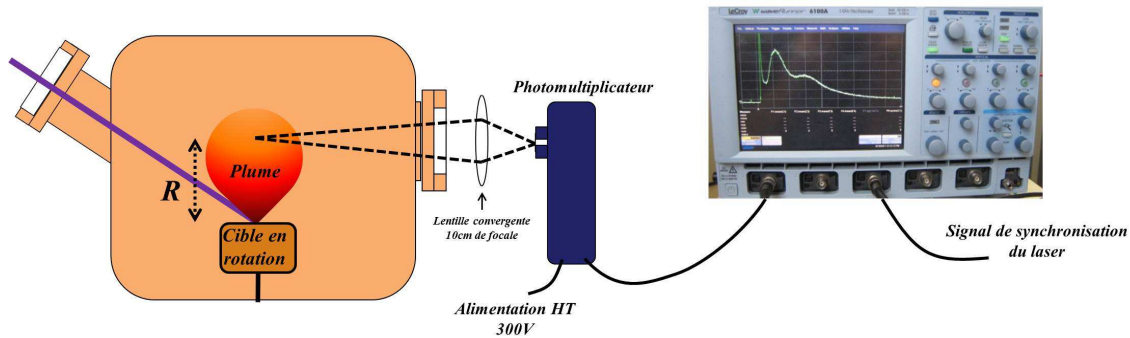 LeCroy
6100A
Photomultiplicateur
Plume
R
Cible en
rotation
Lentille convergente
10cm de focale
Alimentation HT
300V
Signal de synchronisation
du laser